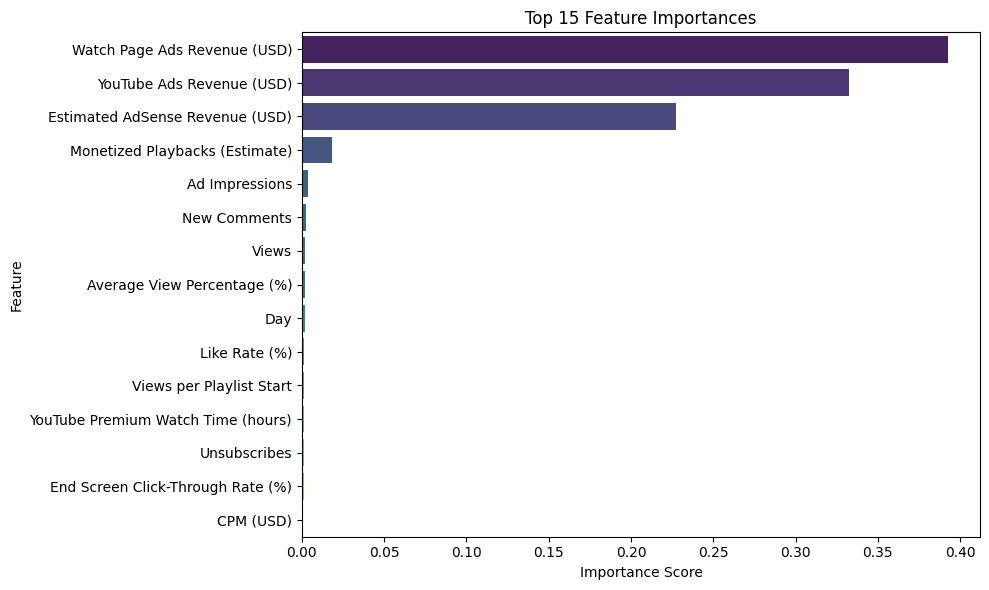 Top 15 Feature Importances
Watch Page Ads Revenue (USD)
YouTube Ads Revenue (USD)
Estimated AdSense Revenue (USD)
Monetized Playbacks (Estimate)
Ad Impressions
New Comments
Views
Average View Percentage (%)
Day
Like Rate (%)
Views per Playlist Start
YouTube Premium Watch Time (hours)
Unsubscribes
End Screen Click-Through Rate (%)
CPM (USD)
Feature
0.00 0.05 0.10 0.15 0.20 0.25 0.30 0.35 0.40
Importance Score